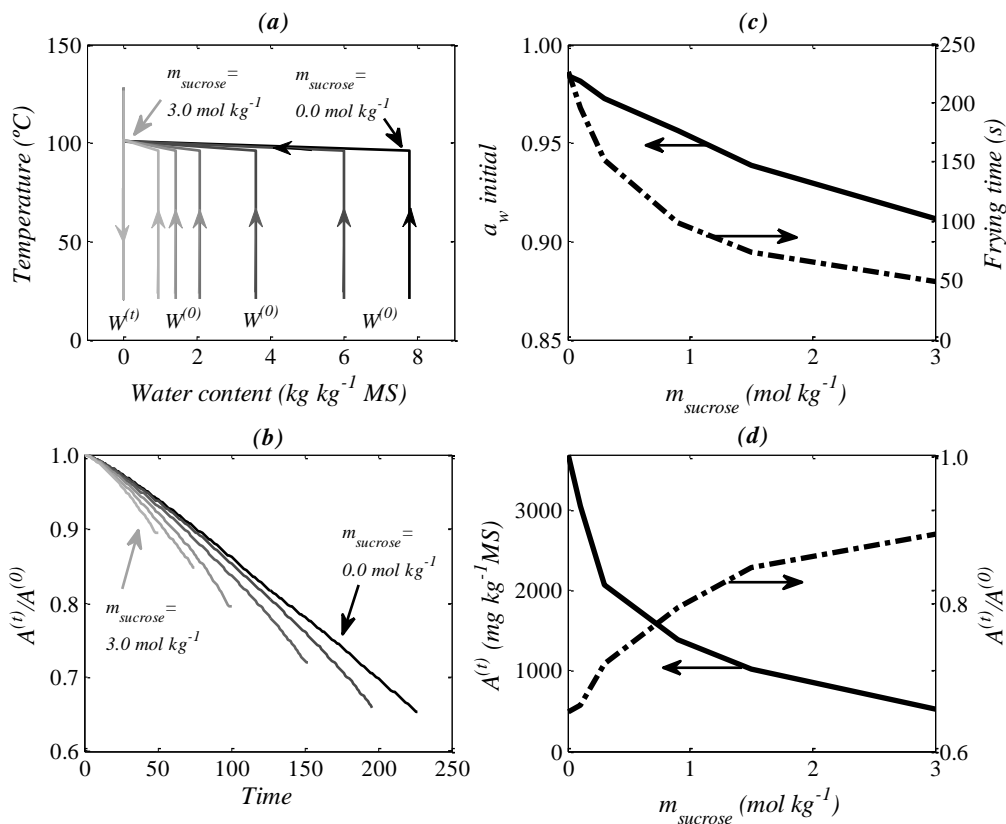 (a)
150
100
50
0
Temperature (ºC)
m_sucrose=
3.0 mol kg⁻¹
m_sucrose=
0.0 mol kg⁻¹
W⁽ᵗ⁾ W⁽⁰⁾ W⁽⁰⁾ W⁽⁰⁾
0 2 4 6 8
Water content (kg kg⁻¹ MS)
(c)
1.00
0.95
0.90
0.85
a_w initial
250
200
150
100
50
0
Frying time (s)
0 1 2 3
m_sucrose (mol kg⁻¹)
(b)
1.0
0.9
0.8
0.7
0.6
A⁽ᵗ⁾/A⁽⁰⁾
m_sucrose=
0.0 mol kg⁻¹
m_sucrose=
3.0 mol kg⁻¹
0 50 100 150 200 250
Time
(d)
3000
2000
1000
0
A⁽ᵗ⁾ (mg kg⁻¹MS)
1.0
0.8
0.6
A⁽ᵗ⁾/A⁽⁰⁾
0 1 2 3
m_sucrose (mol kg⁻¹)